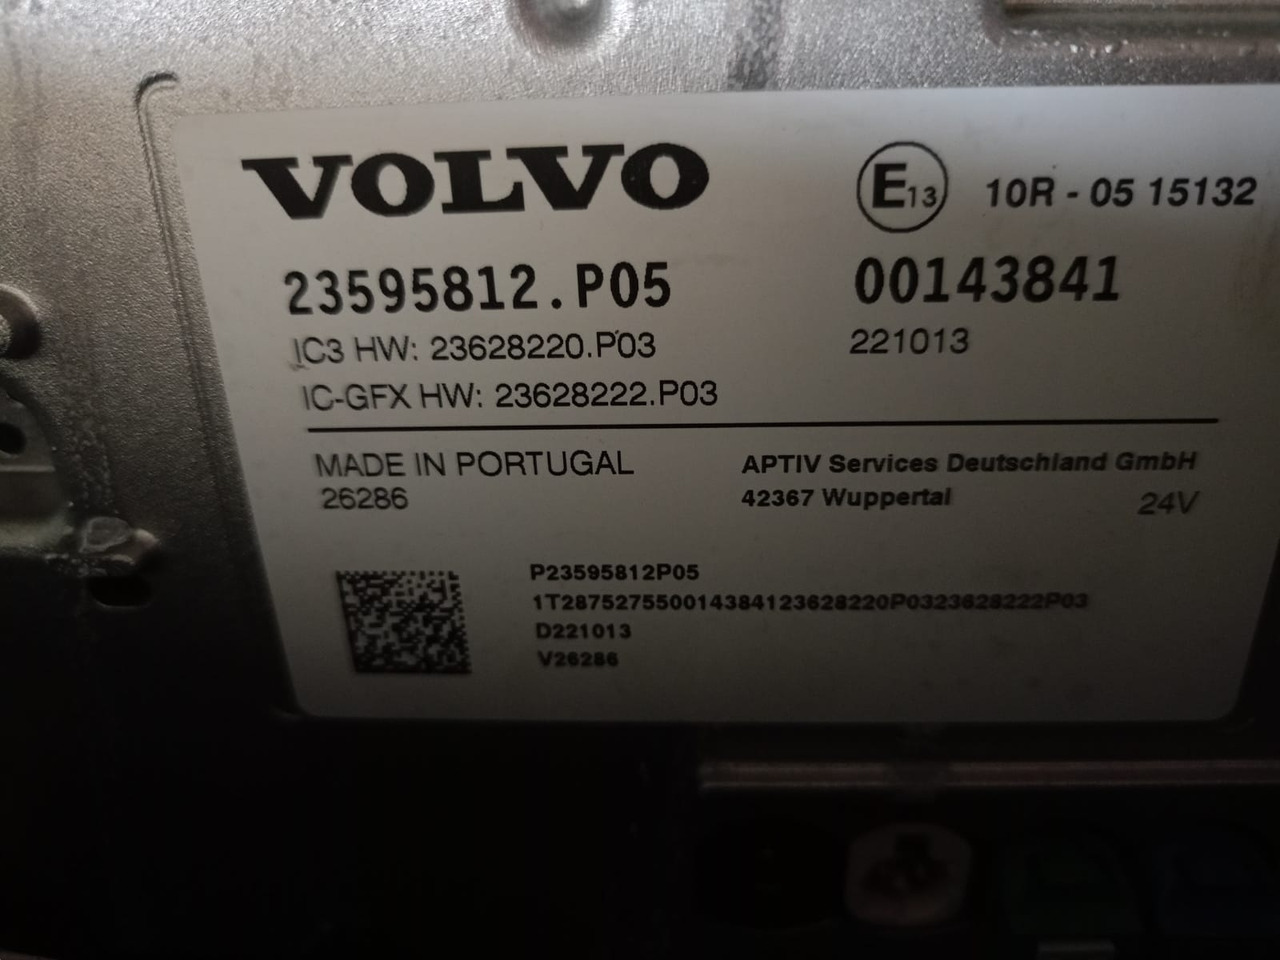 VOLVO
E13 10R - 05 15132
23595812.P05 00143841
IC3 HW: 23628220.P03 221013
IC-GFX HW: 23628222.P03
MADE IN PORTUGAL APTIV Services Deutschland GmbH
26286 42367 Wuppertal 24V
P23595812P05
1T287527550014384123628220P0323628222P03
D221013
V26286